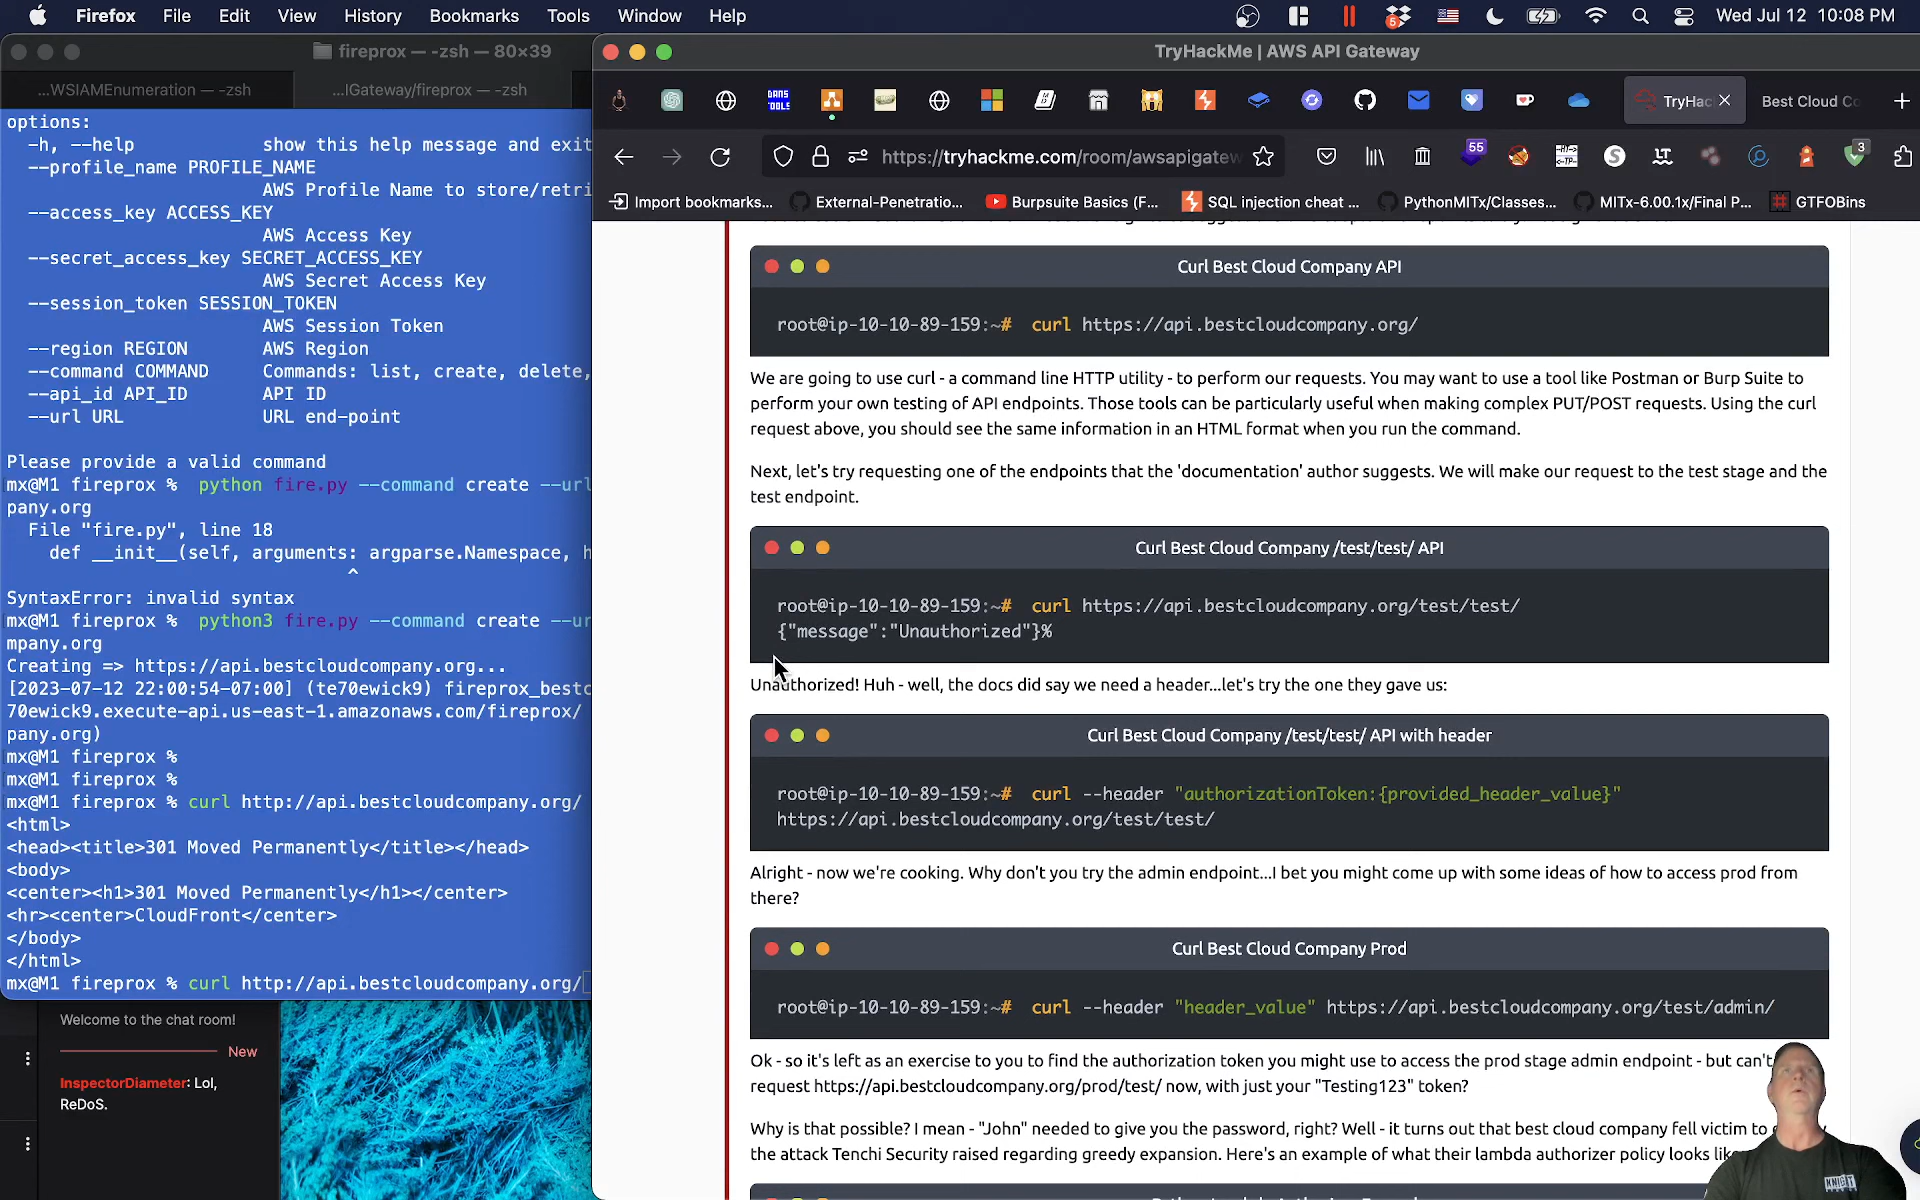 Firefox File Edit View History Bookmarks Tools Window Help
5
Wed Jul 12 10:08 PM
fireprox — -zsh — 80×39
...WSIAMEnumeration — -zsh
...IGateway/fireprox — -zsh
options:
-h, --help show this help message and exit
--profile_name PROFILE_NAME
AWS Profile Name to store/retri
--access_key ACCESS_KEY
AWS Access Key
--secret_access_key SECRET_ACCESS_KEY
AWS Secret Access Key
--session_token SESSION_TOKEN
AWS Session Token
--region REGION AWS Region
--command COMMAND Commands: list, create, delete,
--api_id API_ID API ID
--url URL URL end-point
Please provide a valid command
mx@M1 fireprox % python fire.py --command create --url
pany.org
File "fire.py", line 18
def __init__(self, arguments: argparse.Namespace, h
^
SyntaxError: invalid syntax
mx@M1 fireprox % python3 fire.py --command create --ur
mpany.org
Creating => https://api.bestcloudcompany.org...
[2023-07-12 22:00:54-07:00] (te70ewick9) fireprox_bestc
70ewick9.execute-api.us-east-1.amazonaws.com/fireprox/
pany.org)
mx@M1 fireprox %
mx@M1 fireprox %
mx@M1 fireprox % curl http://api.bestcloudcompany.org/
<html>
<head><title>301 Moved Permanently</title></head>
<body>
<center><h1>301 Moved Permanently</h1></center>
<hr><center>CloudFront</center>
</body>
</html>
mx@M1 fireprox % curl http://api.bestcloudcompany.org/
Welcome to the chat room!
New
InspectorDiameter: Lol,
ReDoS.
TryHackMe | AWS API Gateway
DANS TOOLS
TryHac
Best Cloud Co
https://tryhackme.com/room/awsapigatew
55
3
Import bookmarks...
External-Penetratio...
Burpsuite Basics (F...
SQL injection cheat ...
PythonMITx/Classes...
MITx-6.00.1x/Final P...
GTFOBins
Curl Best Cloud Company API
root@ip-10-10-89-159:~# curl https://api.bestcloudcompany.org/
We are going to use curl - a command line HTTP utility - to perform our requests. You may want to use a tool like Postman or Burp Suite to
perform your own testing of API endpoints. Those tools can be particularly useful when making complex PUT/POST requests. Using the curl
request above, you should see the same information in an HTML format when you run the command.
Next, let's try requesting one of the endpoints that the 'documentation' author suggests. We will make our request to the test stage and the
test endpoint.
Curl Best Cloud Company /test/test/ API
root@ip-10-10-89-159:~# curl https://api.bestcloudcompany.org/test/test/
{"message":"Unauthorized"}%
Unauthorized! Huh - well, the docs did say we need a header...let's try the one they gave us:
Curl Best Cloud Company /test/test/ API with header
root@ip-10-10-89-159:~# curl --header "authorizationToken:{provided_header_value}"
https://api.bestcloudcompany.org/test/test/
Alright - now we're cooking. Why don't you try the admin endpoint...I bet you might come up with some ideas of how to access prod from
there?
Curl Best Cloud Company Prod
root@ip-10-10-89-159:~# curl --header "header_value" https://api.bestcloudcompany.org/test/admin/
Ok - so it's left as an exercise to you to find the authorization token you might use to access the prod stage admin endpoint - but can't
request https://api.bestcloudcompany.org/prod/test/ now, with just your "Testing123" token?
Why is that possible? I mean - "John" needed to give you the password, right? Well - it turns out that best cloud company fell victim to
the attack Tenchi Security raised regarding greedy expansion. Here's an example of what their lambda authorizer policy looks